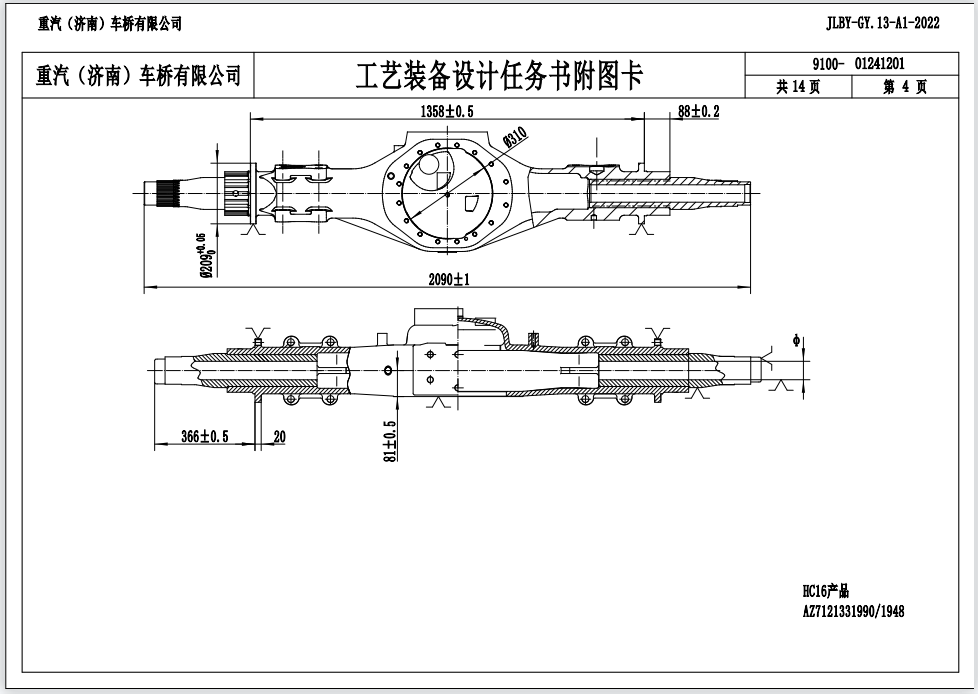 重汽（济南）车桥有限公司
JLBY-GY.13-A1-2022
重汽（济南）车桥有限公司
工艺装备设计任务书附图卡
9100- 01241201
共 14 页
第 4 页
1358±0.5
88±0.2
Ø310
Ø209+0.05 0
2090±1
Φ
366±0.5
20
81±0.5
HC16产品
AZ7121331990/1948